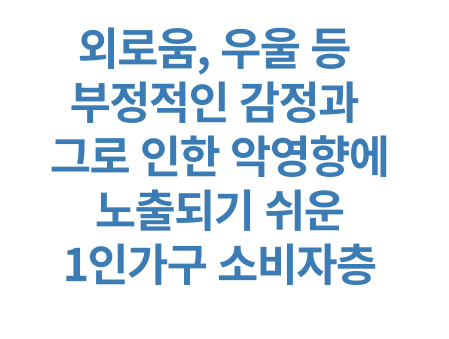 외로움, 우울 등
부정적인 감정과
그로 인한 악영향에
노출되기 쉬운
1인가구 소비자층